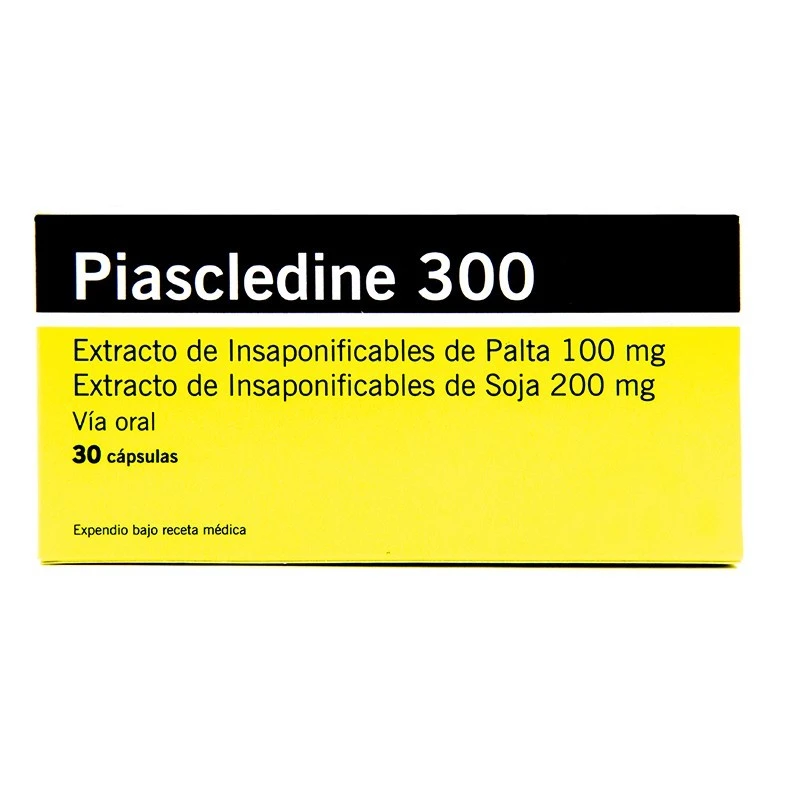 Piascledine 300
Extracto de Insaponificables de Palta 100 mg
Extracto de Insaponificables de Soja 200 mg
Vía oral
30 cápsulas
Expendio bajo receta médica